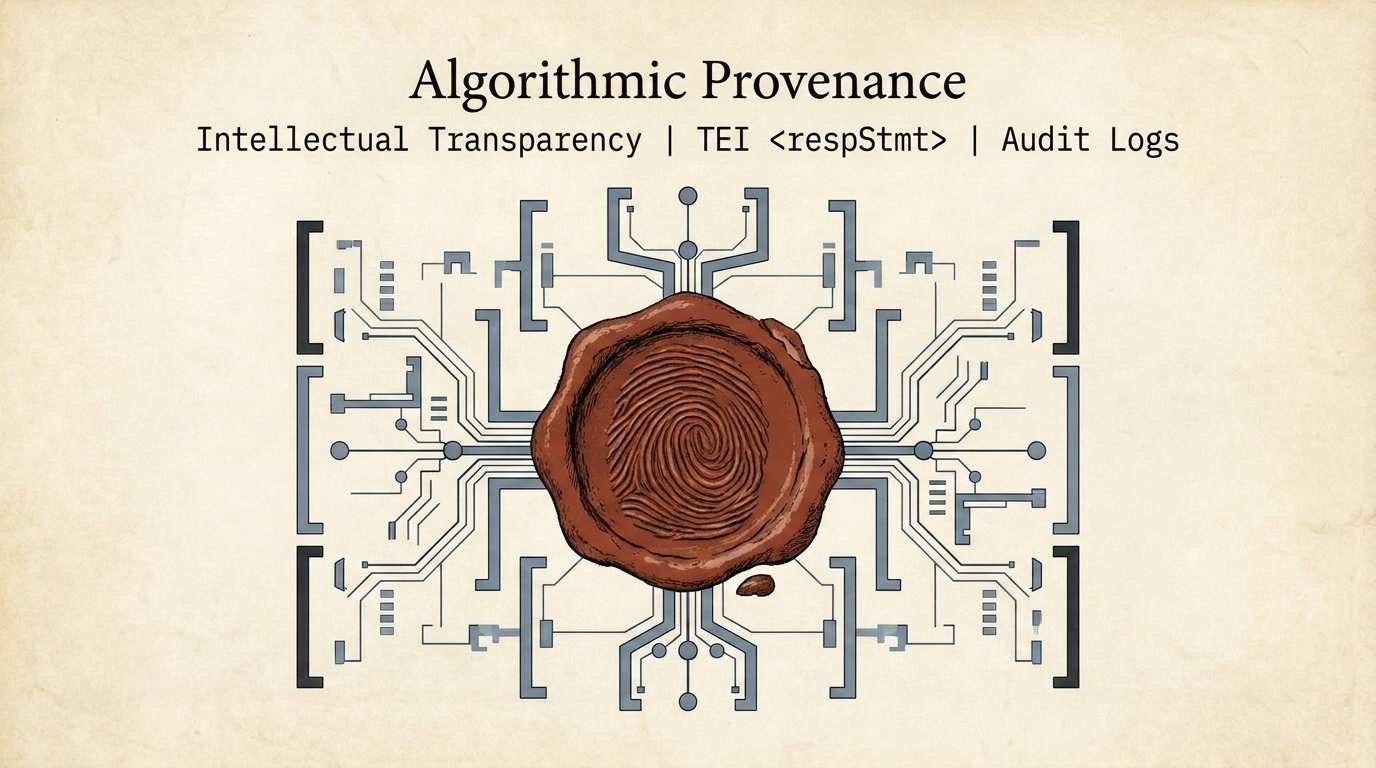 Algorithmic Provenance
Intellectual Transparency | TEI <respStmt> | Audit Logs